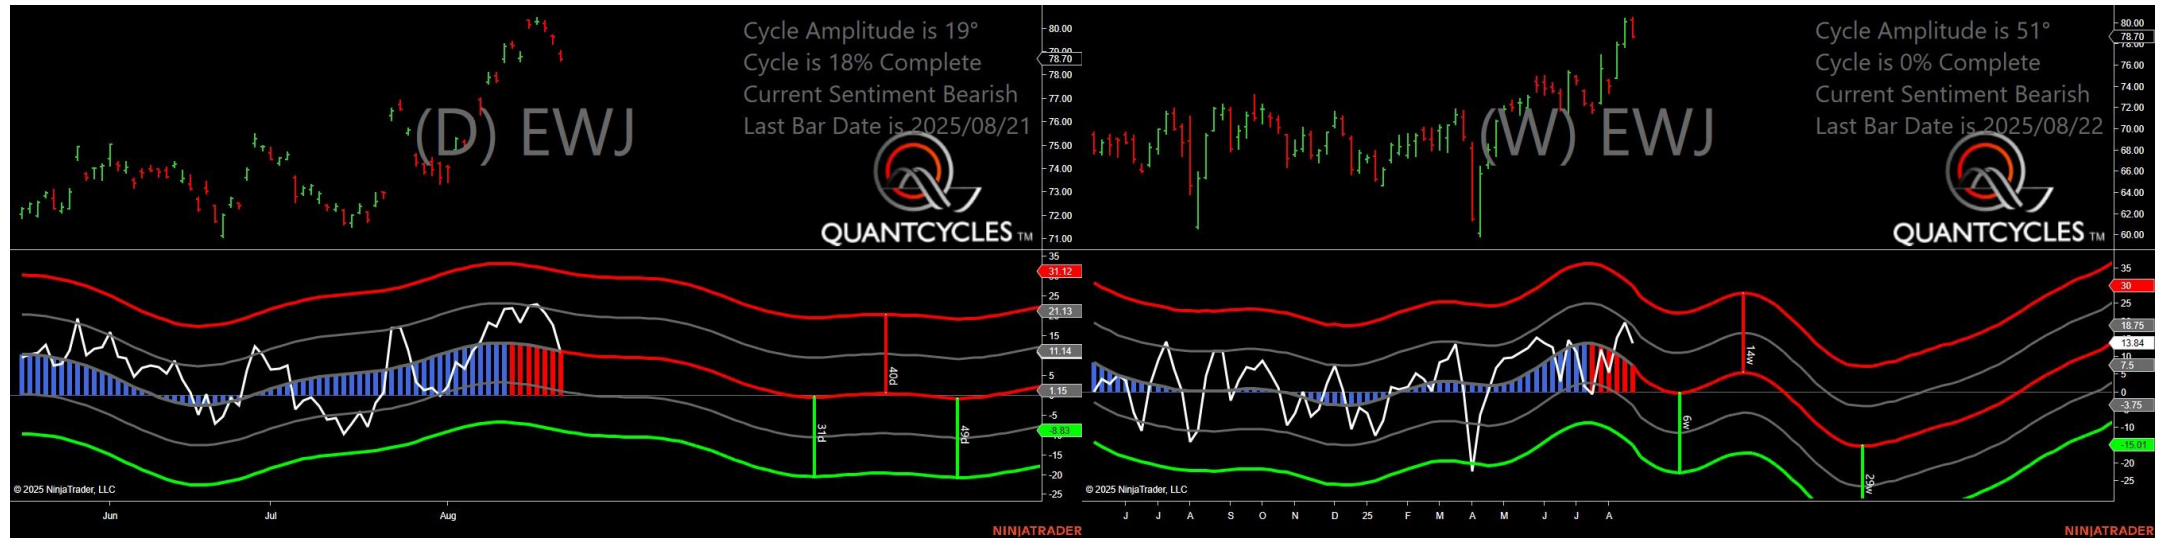 Cycle Amplitude is 19°
Cycle is 18% Complete
Current Sentiment Bearish
Last Bar Date is 2025/08/21
(D) EWJ
QUANTCYCLES TM
80.00
79.00
78.70
78.00
77.00
76.00
75.00
74.00
73.00
72.00
71.00
35
31.12
25
21.13
15
11.14
5
1.15
-5
-8.83
-15
-20
-25
31d
40d
49d
© 2025 NinjaTrader, LLC
Jun
Jul
Aug
NINJATRADER
Cycle Amplitude is 51°
Cycle is 0% Complete
Current Sentiment Bearish
Last Bar Date is 2025/08/22
(W) EWJ
QUANTCYCLES TM
80.00
78.70
78.00
76.00
74.00
72.00
70.00
68.00
66.00
64.00
62.00
60.00
35
30
25
18.75
13.84
10
7.5
5
0
-3.75
-10
-15.01
-20
-25
6w
14w
29w
© 2025 NinjaTrader, LLC
J
J
A
S
O
N
D
25
F
M
A
M
J
J
A
NINJATRADER